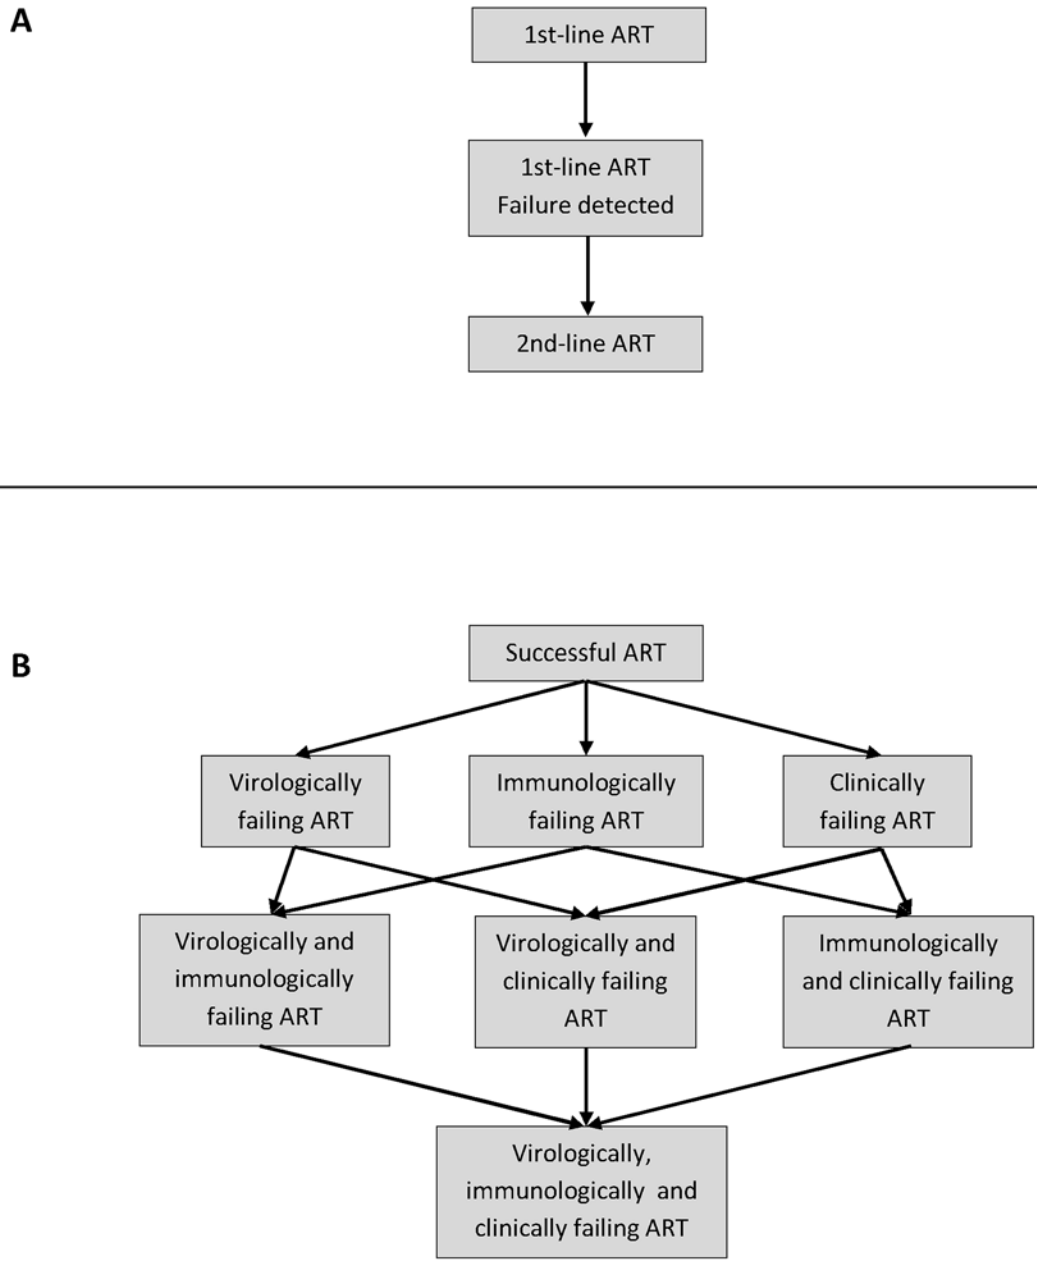 A
1st-line ART
1st-line ART
Failure detected
2nd-line ART
B
Successful ART
Virologically
failing ART
Immunologically
failing ART
Clinically
failing ART
Virologically and
immunologically
failing ART
Virologically and
clinically failing
ART
Immunologically
and clinically failing
ART
Virologically,
immunologically and
clinically failing ART